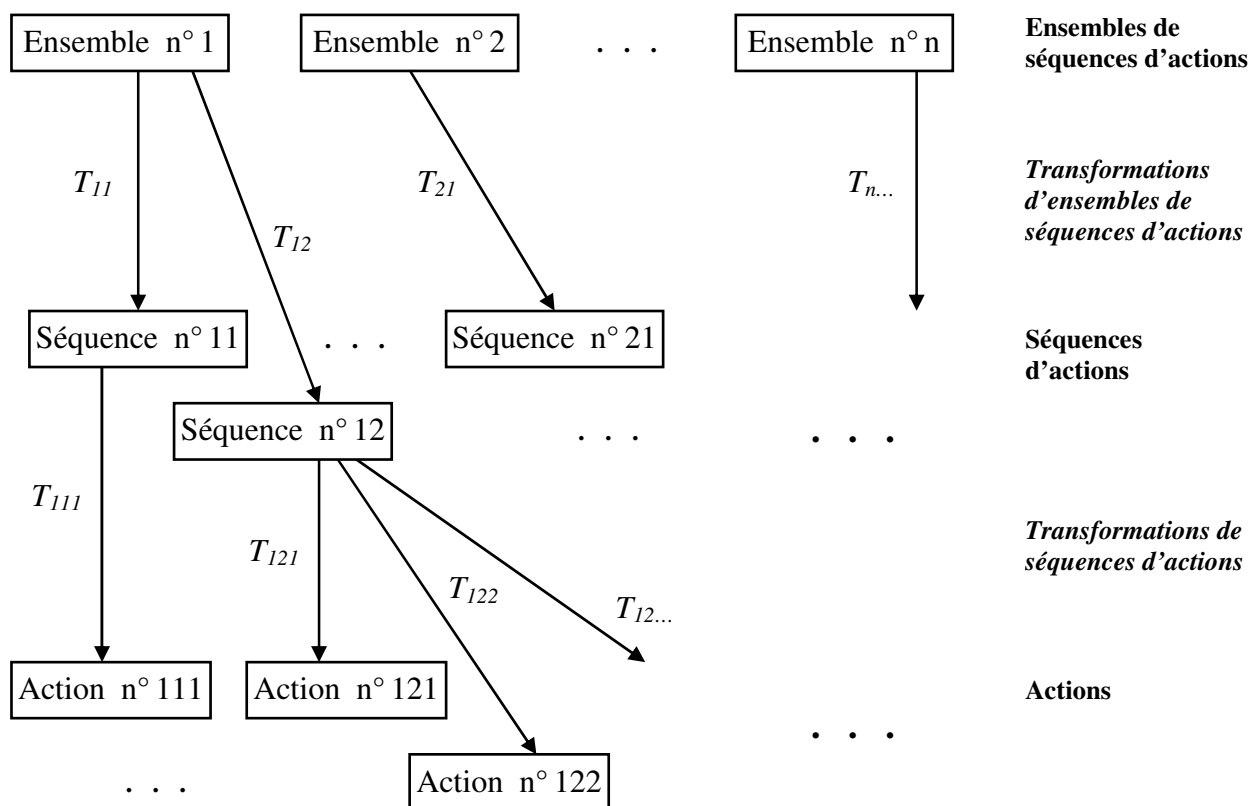 Ensemble n° 1
Ensemble n° 2
. . .
Ensemble n° n
Ensembles de
séquences d’actions
T11
T12
T21
Tn...
Transformations
d’ensembles de
séquences d’actions
Séquence n° 11
. . .
Séquence n° 21
Séquences
d’actions
Séquence n° 12
. . .
. . .
T111
T121
T122
T12...
Transformations de
séquences d’actions
Action n° 111
Action n° 121
Actions
. . .
Action n° 122
. . .